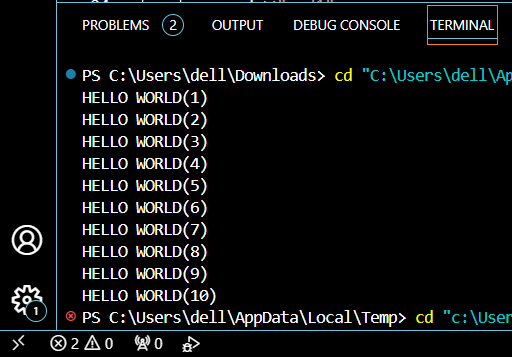 PROBLEMS 2 OUTPUT DEBUG CONSOLE TERMINAL
PS C:\Users\dell\Downloads> cd "C:\Users\dell\Ap
HELLO WORLD(1)
HELLO WORLD(2)
HELLO WORLD(3)
HELLO WORLD(4)
HELLO WORLD(5)
HELLO WORLD(6)
HELLO WORLD(7)
HELLO WORLD(8)
HELLO WORLD(9)
HELLO WORLD(10)
PS C:\Users\dell\AppData\Local\Temp> cd "c:\User
1
2 0 0